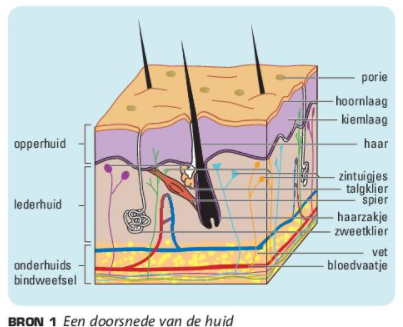 porie
hoornlaag
kiemlaag
opperhuid
haar
zintuigjes
talgklier
spier
lederhuid
haarzakje
zweetklier
vet
onderhuids
bindweefsel
bloedvaatje
BRON 1 Een doorsnede van de huid